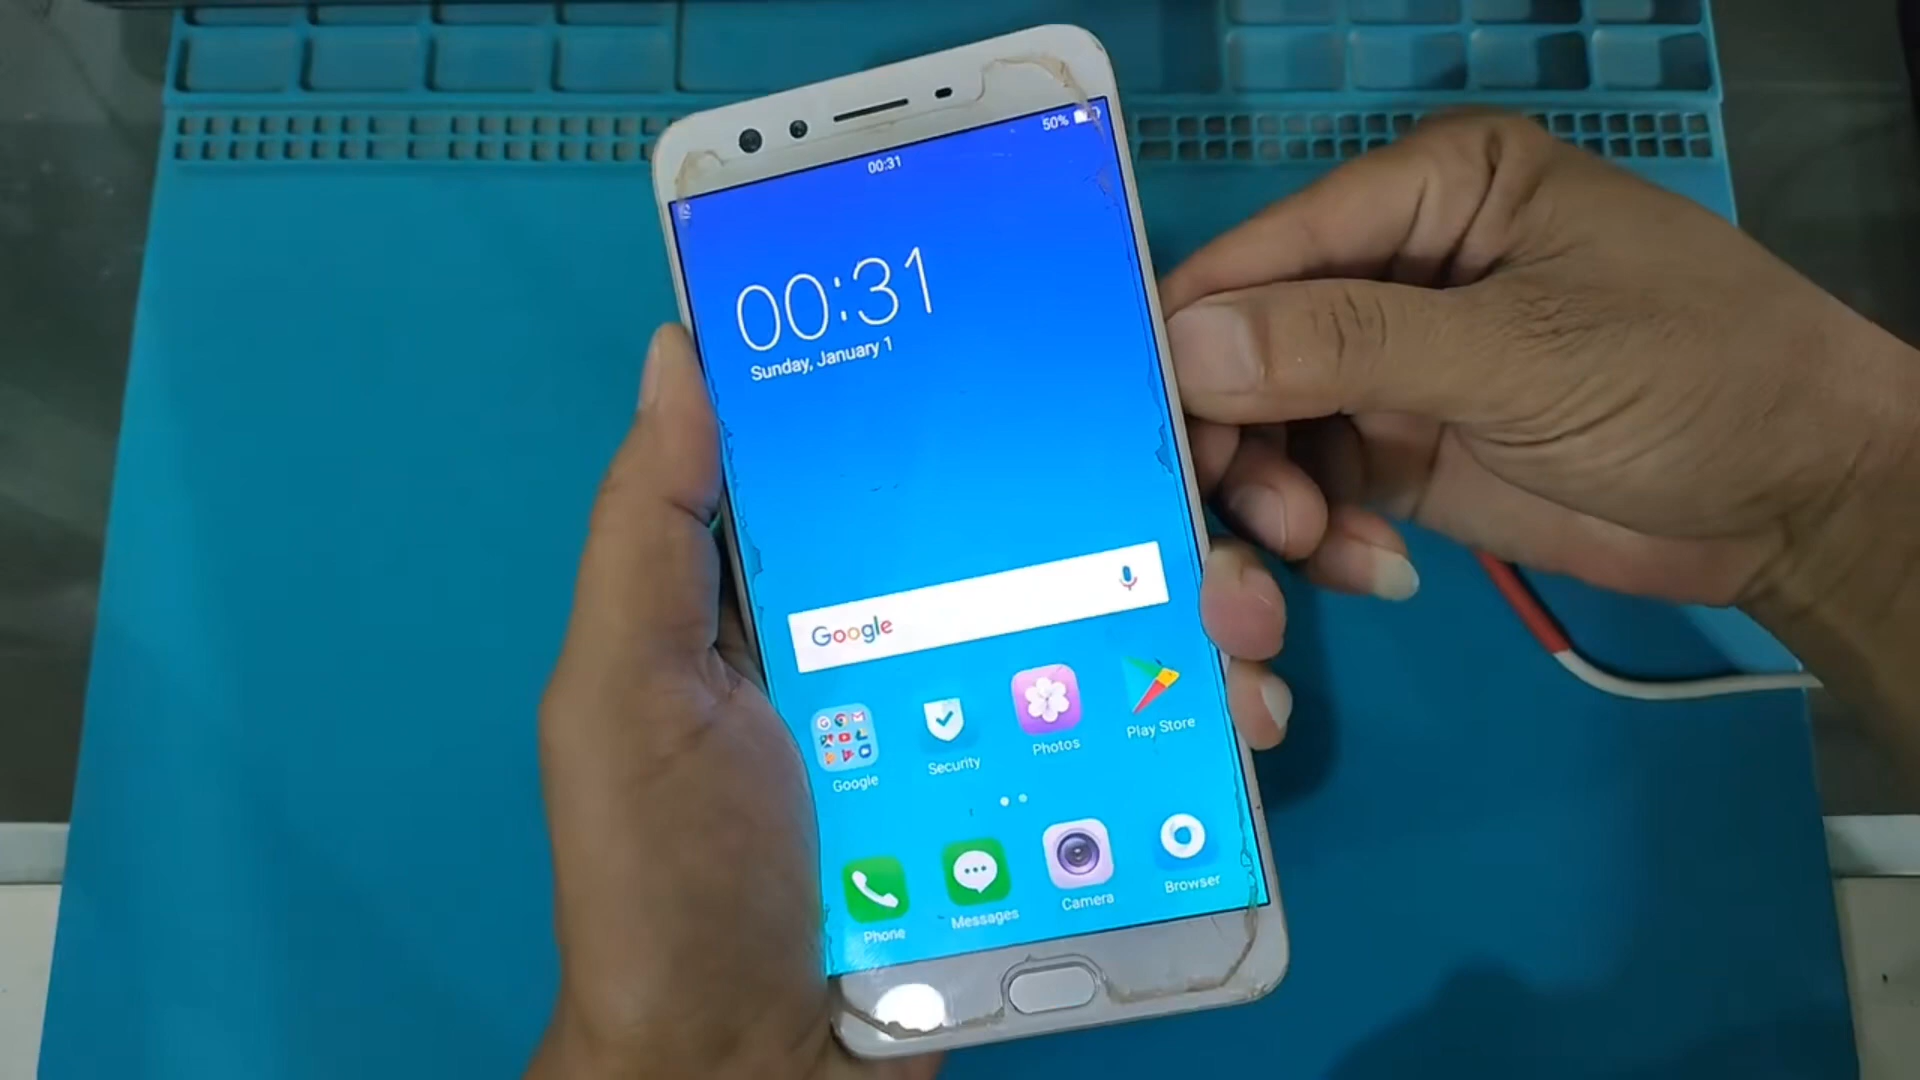 50%
00:31
00:31
Sunday, January 1
Google
Google
Security
Photos
Play Store
Phone
Messages
Camera
Browser